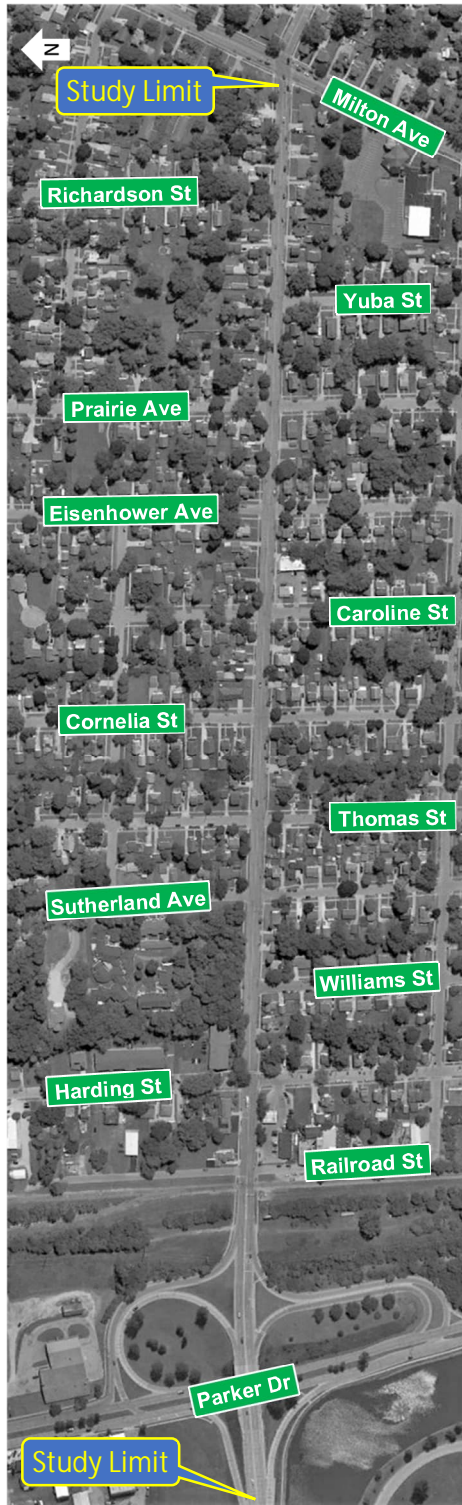 N
Study Limit
Milton Ave
Richardson St
Yuba St
Prairie Ave
Eisenhower Ave
Caroline St
Cornelia St
Thomas St
Sutherland Ave
Williams St
Harding St
Railroad St
Parker Dr
Study Limit